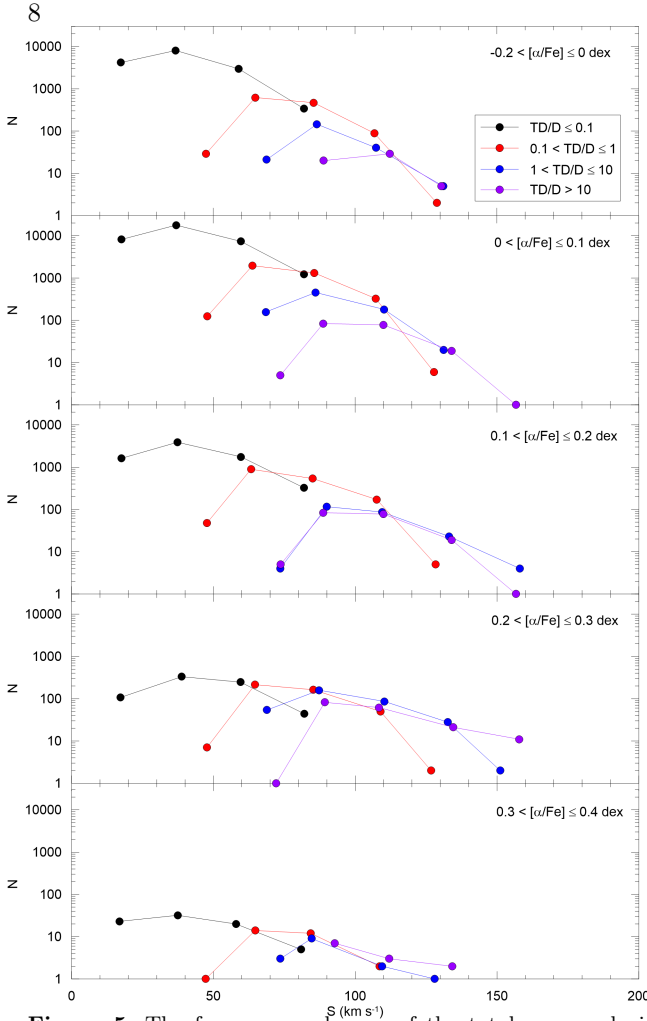 8
10000
1000
100
10
1
N
-0.2 < [α/Fe] ≤ 0 dex
TD/D ≤ 0.1
0.1 < TD/D ≤ 1
1 < TD/D ≤ 10
TD/D > 10
10000
1000
100
10
1
N
0 < [α/Fe] ≤ 0.1 dex
10000
1000
100
10
1
N
0.1 < [α/Fe] ≤ 0.2 dex
10000
1000
100
10
1
N
0.2 < [α/Fe] ≤ 0.3 dex
10000
1000
100
10
1
N
0.3 < [α/Fe] ≤ 0.4 dex
0 50 100 150 200
S (km s⁻¹)